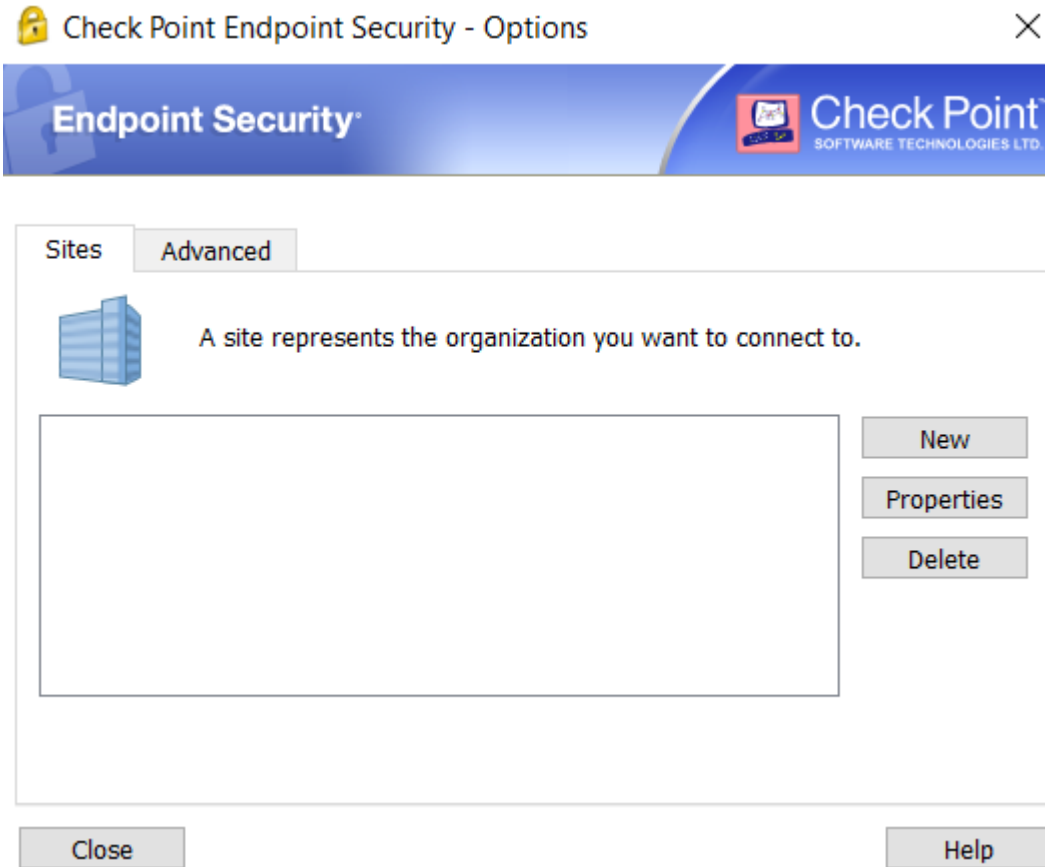 Check Point Endpoint Security - Options
Endpoint Security
Check Point™
SOFTWARE TECHNOLOGIES LTD.
Sites
Advanced
A site represents the organization you want to connect to.
New
Properties
Delete
Close
Help